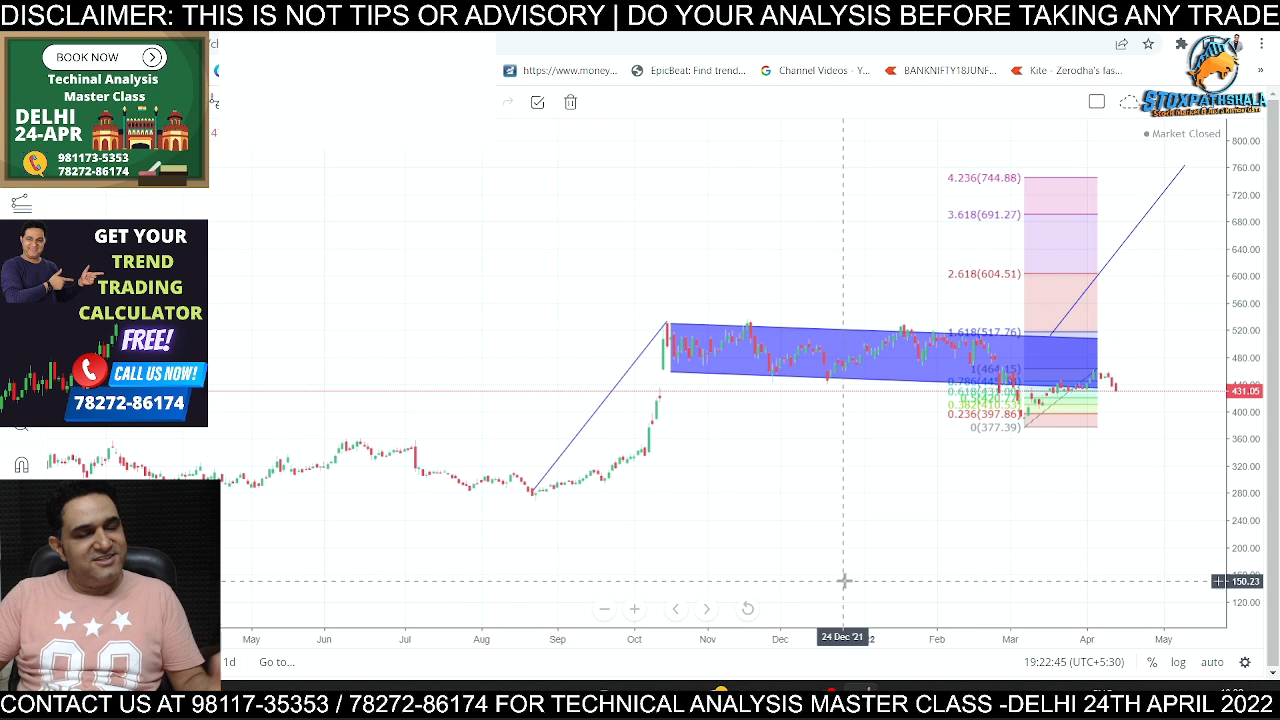 DISCLAIMER: THIS IS NOT TIPS OR ADVISORY | DO YOUR ANALYSIS BEFORE TAKING ANY TRADE
BOOK NOW
Techinal Analysis
Master Class
DELHI
24-APR
981173-5353
78272-86174
https://www.money...
EpicBeat: Find trend...
Channel Videos - Y...
BANKNIFTY18JUNF...
Kite - Zerodha's fas...
»
STOXPATHSHALA
Market Closed
GET YOUR
TREND
TRADING
CALCULATOR
FREE!
CALL US NOW!
78272-86174
4.236(744.88)
3.618(691.27)
2.618(604.51)
1.618(517.76)
1(464.15)
0.236(397.86)
0(377.39)
800.00
760.00
720.00
680.00
640.00
600.00
560.00
520.00
480.00
431.05
400.00
360.00
320.00
280.00
240.00
200.00
150.23
120.00
May
Jun
Jul
Aug
Sep
Oct
Nov
Dec
24 Dec '21
Feb
Mar
Apr
May
1d
Go to...
19:22:45 (UTC+5:30)
%
log
auto
CONTACT US AT 98117-35353 / 78272-86174 FOR TECHNICAL ANALYSIS MASTER CLASS -DELHI 24TH APRIL 2022